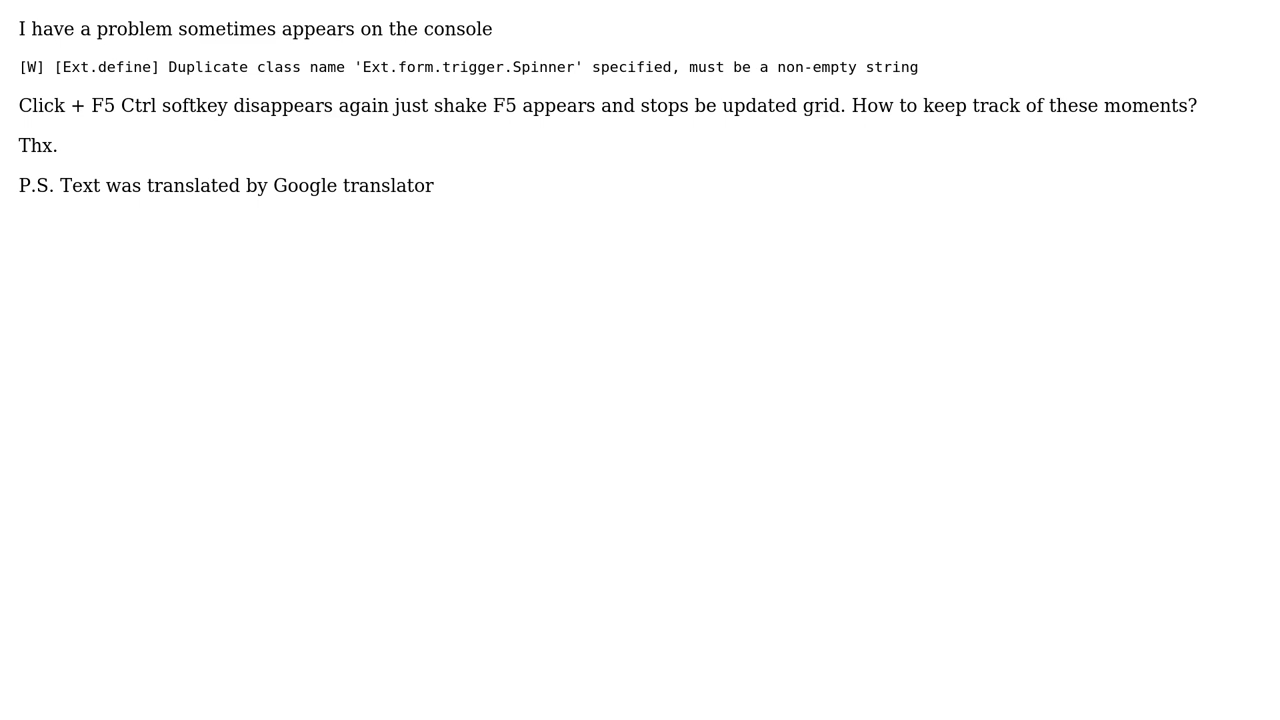 I have a problem sometimes appears on the console
[W] [Ext.define] Duplicate class name 'Ext.form.trigger.Spinner' specified, must be a non-empty string
Click + F5 Ctrl softkey disappears again just shake F5 appears and stops be updated grid. How to keep track of these moments?
Thx.
P.S. Text was translated by Google translator